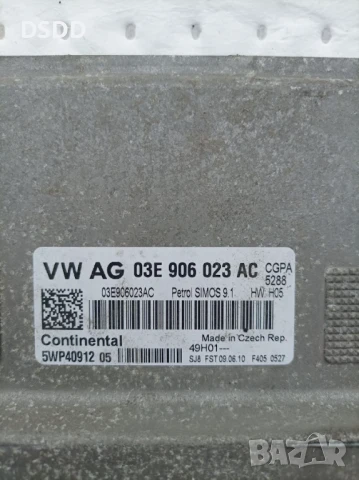 DSDD
VW AG 03E 906 023 AC CGPA
5288
03E906023AC Petrol SIMOS 9.1 HW: H05
Continental Made in Czech Rep.
5WP40912 05 49H01---
SJ8 FST 09.06.10 F405 0527
BAZAR